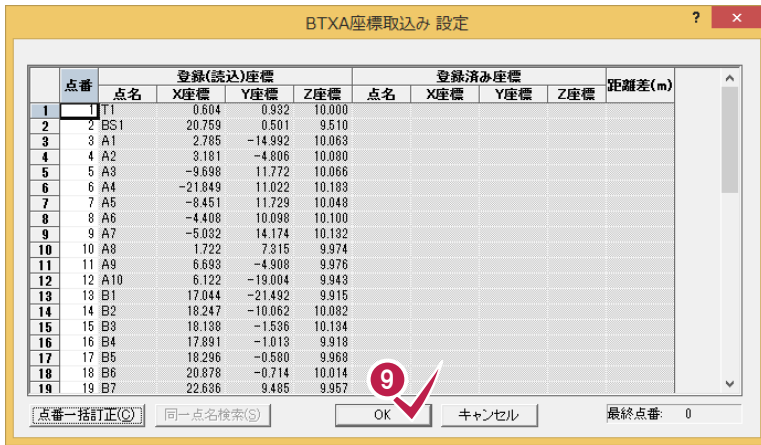 BTXA座標取込み 設定
? ×
点番 登録(読込)座標 登録済み座標 距離差(m)
点名 X座標 Y座標 Z座標 点名 X座標 Y座標 Z座標
1 1 T1 0.604 0.932 10.000
2 2 BS1 20.759 0.501 9.510
3 3 A1 2.785 -14.992 10.063
4 4 A2 3.181 -4.806 10.080
5 5 A3 -9.698 11.772 10.066
6 6 A4 -21.849 11.022 10.183
7 7 A5 -8.451 11.729 10.048
8 8 A6 -4.408 10.098 10.100
9 9 A7 -5.032 14.174 10.132
10 10 A8 1.722 7.315 9.974
11 11 A9 6.693 -4.908 9.976
12 12 A10 6.122 -19.004 9.943
13 13 B1 17.044 -21.492 9.915
14 14 B2 18.247 -10.062 10.082
15 15 B3 18.138 -1.536 10.134
16 16 B4 17.891 -1.013 9.918
17 17 B5 18.296 -0.580 9.968
18 18 B6 20.878 -0.714 10.014
19 19 B7 22.636 9.485 9.957
9
点番一括訂正(C) 同一点名検索(S) OK キャンセル 最終点番: 0